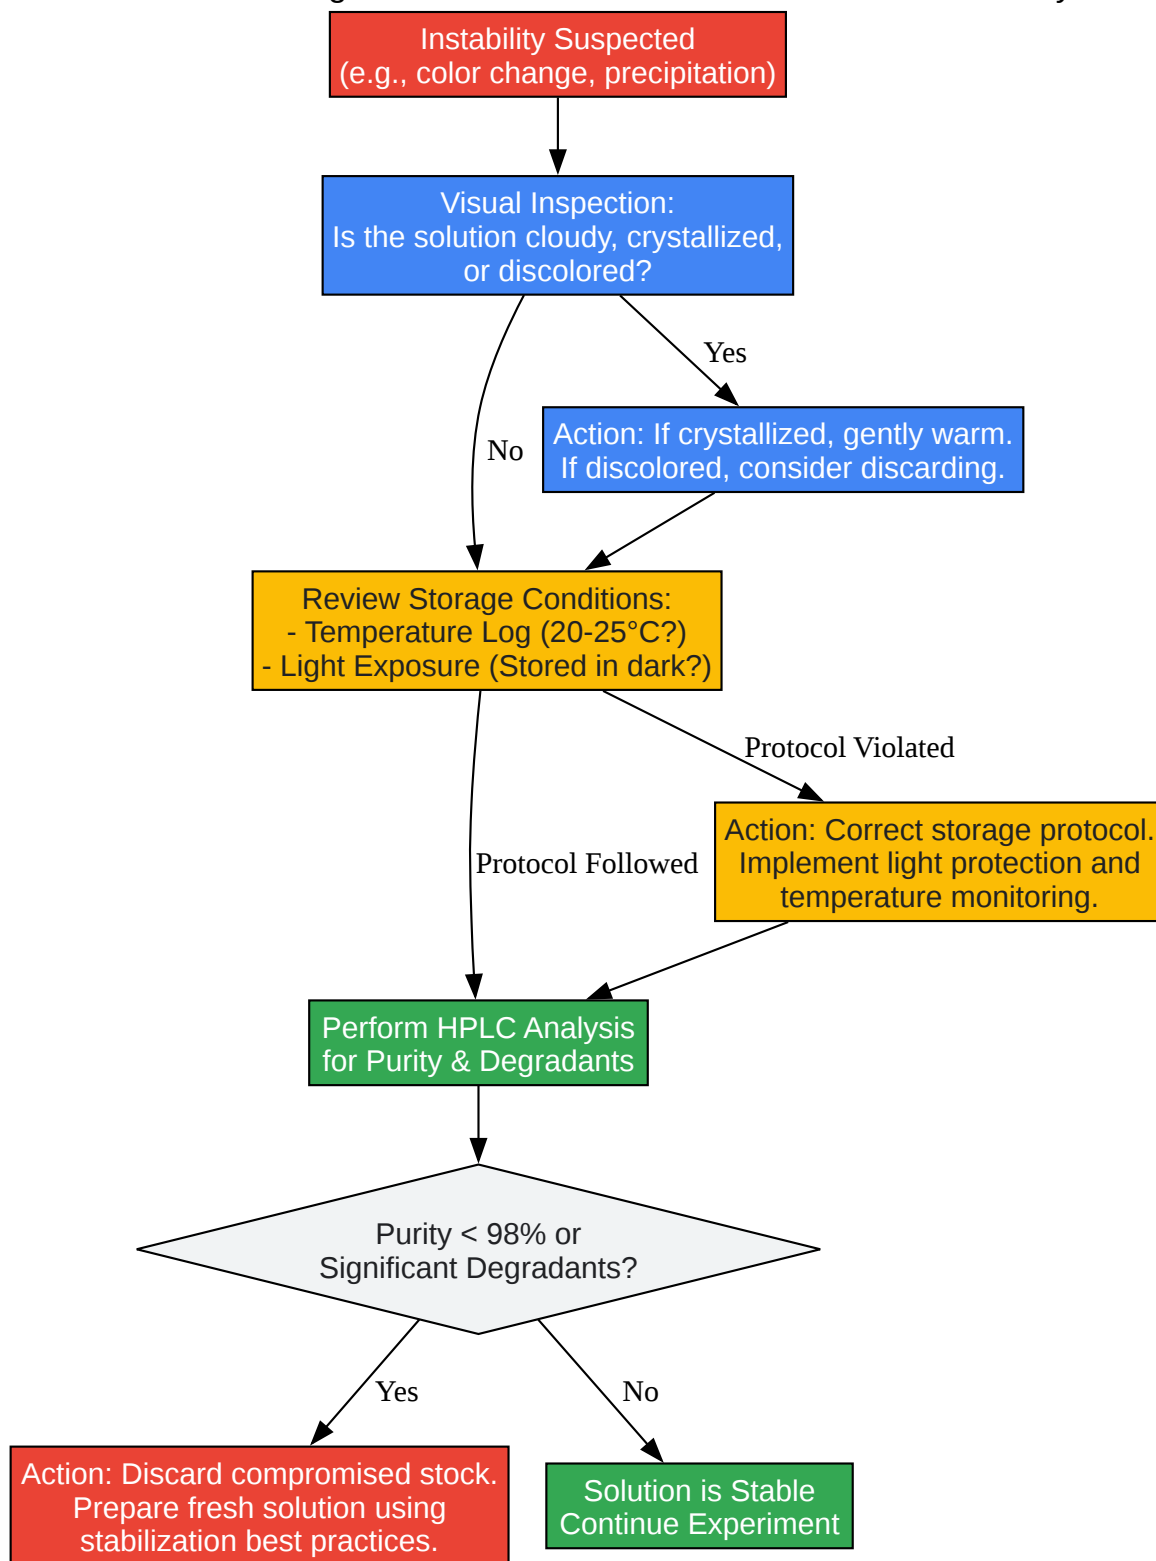 Instability Suspected
(e.g., color change, precipitation)
Visual Inspection:
Is the solution cloudy, crystallized,
or discolored?
Yes
Action: If crystallized, gently warm.
If discolored, consider discarding.
No
Review Storage Conditions:
- Temperature Log (20-25°C?)
- Light Exposure (Stored in dark?)
Protocol Violated
Action: Correct storage protocol.
Implement light protection and
temperature monitoring.
Protocol Followed
Perform HPLC Analysis
for Purity & Degradants
Purity < 98% or
Significant Degradants?
Yes
No
Action: Discard compromised stock.
Prepare fresh solution using
stabilization best practices.
Solution is Stable
Continue Experiment